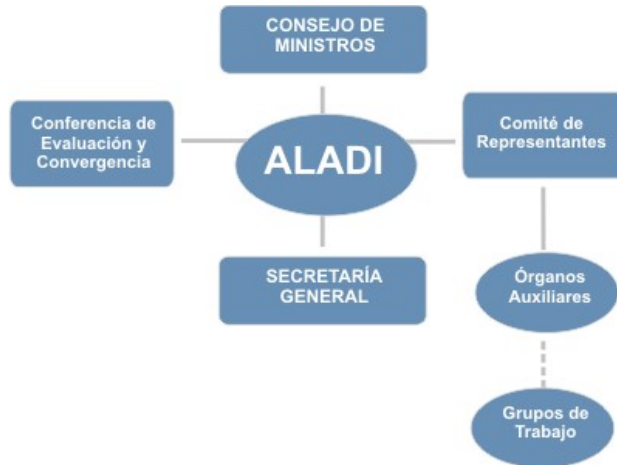 CONSEJO DE
MINISTROS
Conferencia de
Evaluación y
Convergencia
ALADI
Comité de
Representantes
SECRETARÍA
GENERAL
Órganos
Auxiliares
Grupos de
Trabajo